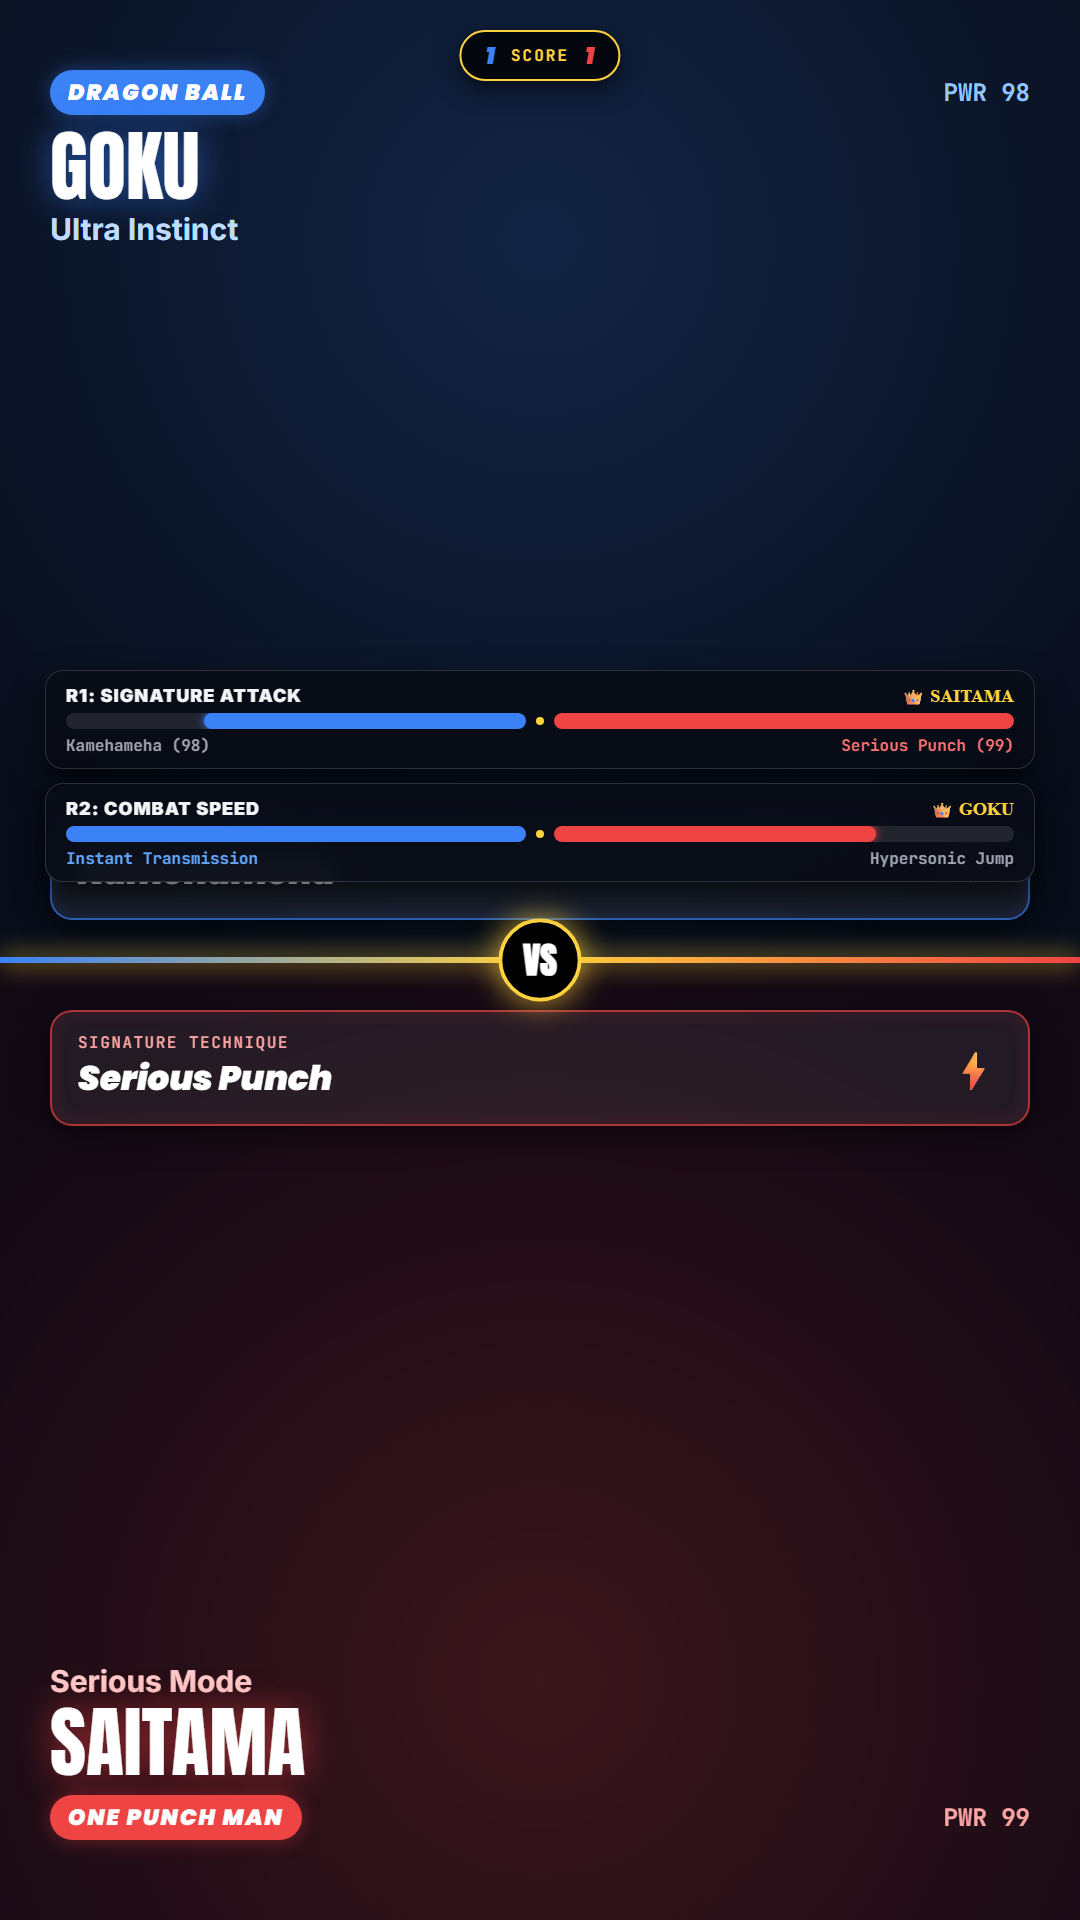 1 SCORE 1
DRAGON BALL
PWR 98
GOKU
Ultra Instinct
R1: SIGNATURE ATTACK
👑 SAITAMA
Kamehameha (98)
Serious Punch (99)
R2: COMBAT SPEED
👑 GOKU
Instant Transmission
Hypersonic Jump
VS
SIGNATURE TECHNIQUE
Serious Punch
Serious Mode
SAITAMA
ONE PUNCH MAN
PWR 99